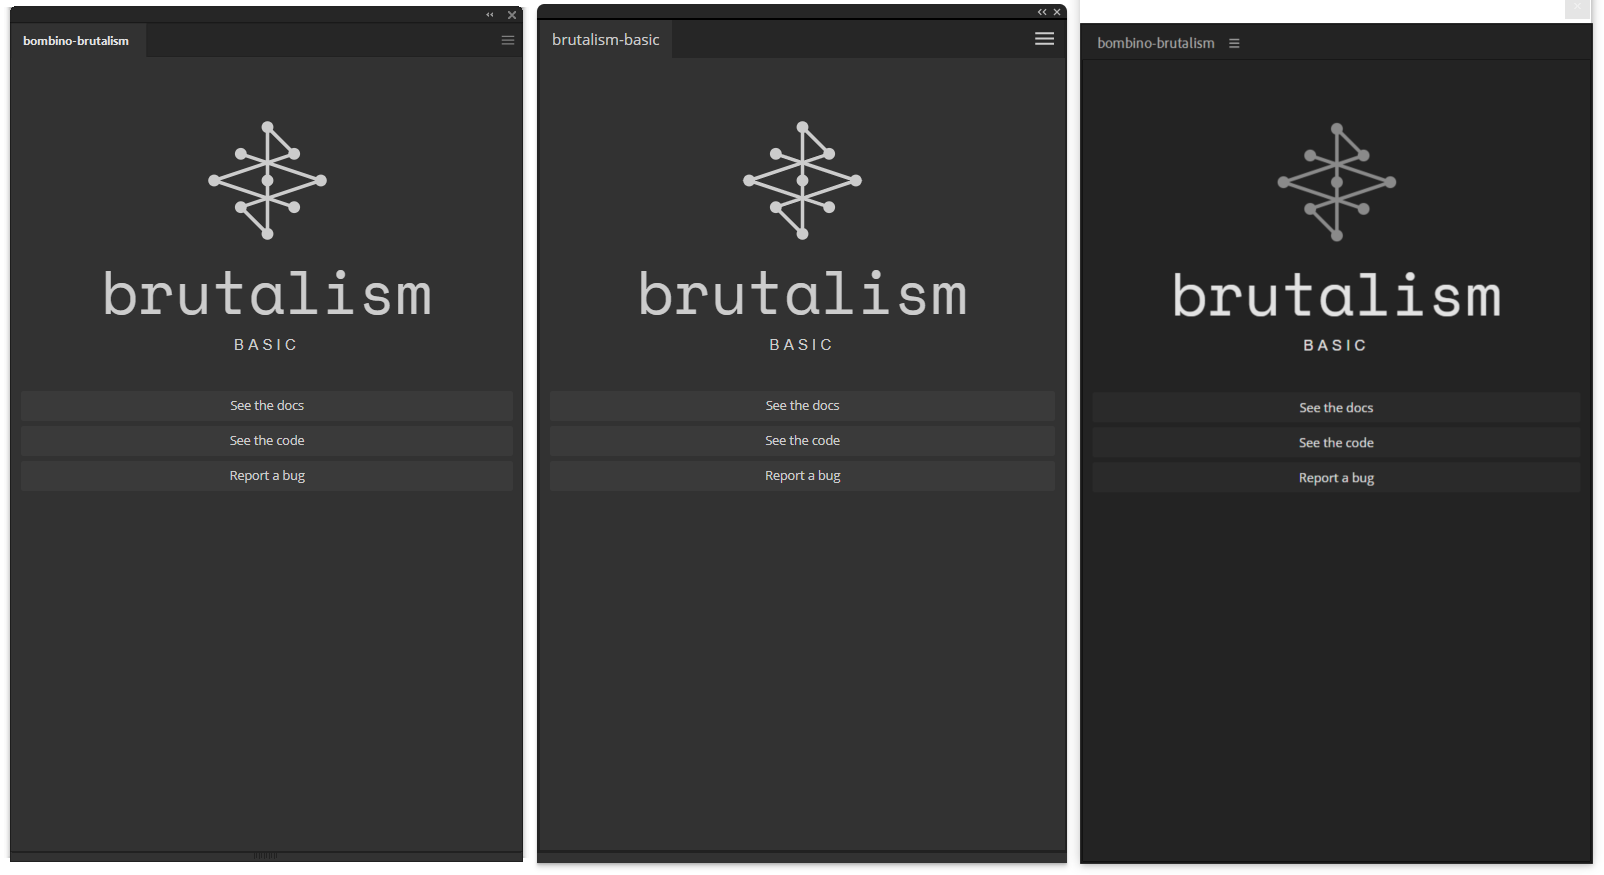 bombino-brutalism
brutalism
BASIC
See the docs
See the code
Report a bug
brutalism-basic
brutalism
BASIC
See the docs
See the code
Report a bug
bombino-brutalism
brutalism
BASIC
See the docs
See the code
Report a bug